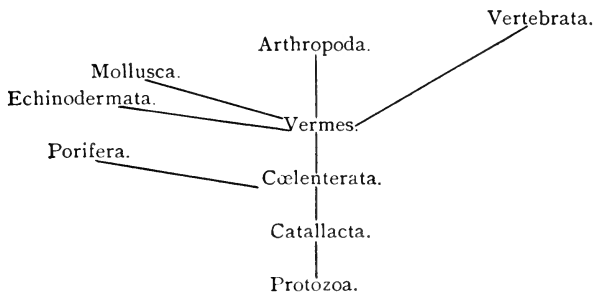 Vertebrata.
Arthropoda.
Mollusca.
Echinodermata.
Vermes.
Porifera.
Cœlenterata.
Catallacta.
Protozoa.